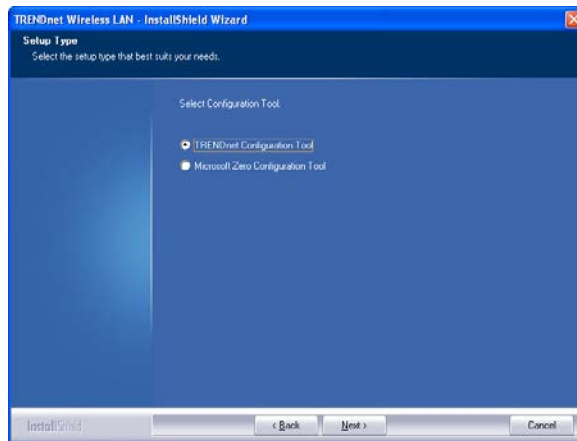 TRENDnet Wireless LAN - InstallShield Wizard
Setup Type
Select the setup type that best suits your needs.
Select Configuration Tool.
TRENDnet Configuration Tool
Microsoft Zero Configuration Tool
InstallShield
< Back
Next >
Cancel